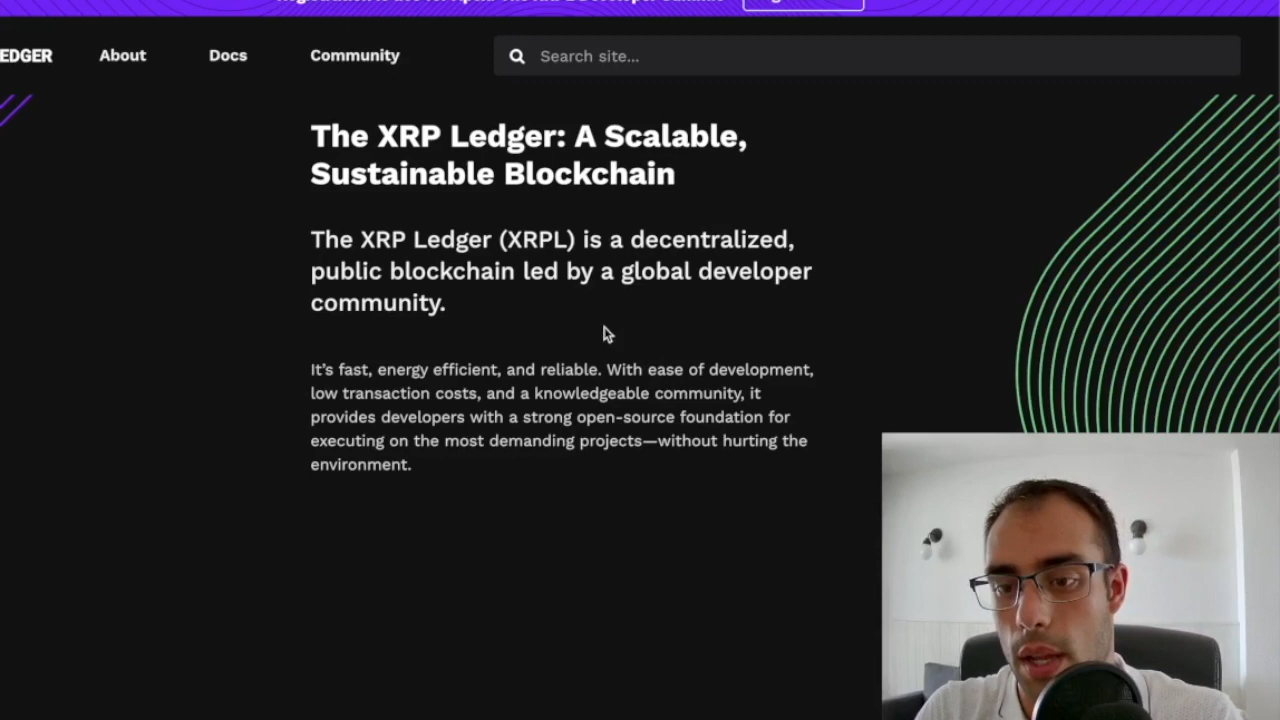 EDGER
About
Docs
Community
Search site...
The XRP Ledger: A Scalable,
Sustainable Blockchain
The XRP Ledger (XRPL) is a decentralized,
public blockchain led by a global developer
community.
It’s fast, energy efficient, and reliable. With ease of development,
low transaction costs, and a knowledgeable community, it
provides developers with a strong open-source foundation for
executing on the most demanding projects—without hurting the
environment.